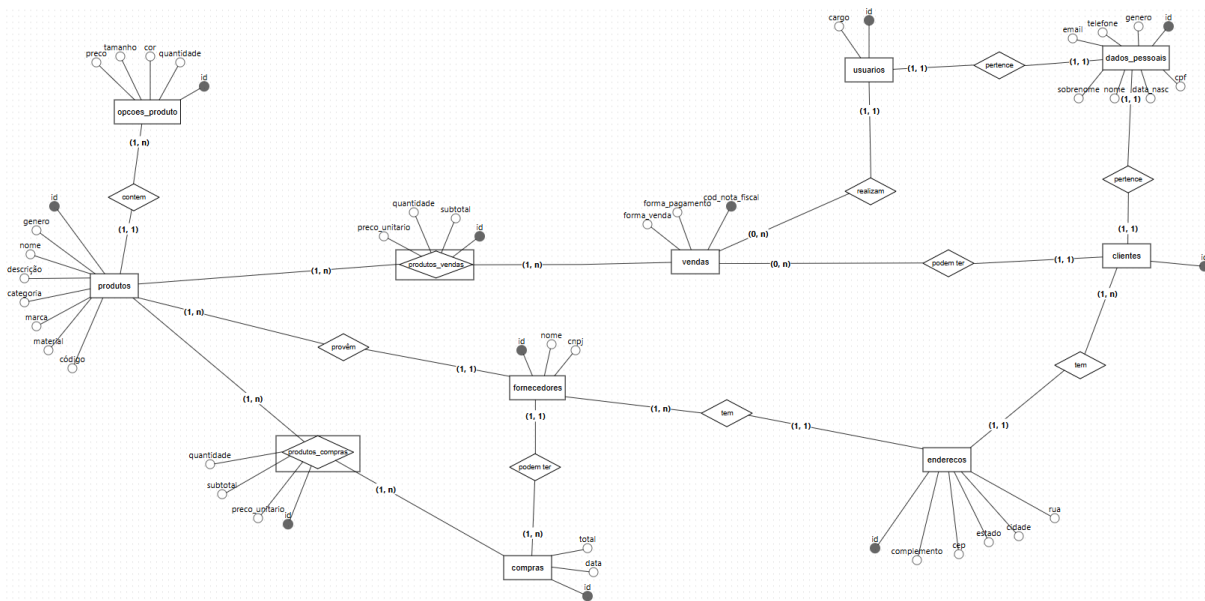 id
cargo
genero
id
telefone
email
tamanho
cor
preco
quantidade
id
usuarios
(1, 1)
pertence
(1, 1)
dados_pessoais
cpf
sobrenome
nome
data_nasc
(1, 1)
opcoes_produto
(1, 1)
(1, n)
contem
realizam
pertence
id
cod_nota_fiscal
quantidade
forma_pagamento
subtotal
genero
forma_venda
preco_unitario
id
(1, 1)
(0, n)
(1, 1)
nome
descrição
produtos_vendas
vendas
podem ter
clientes
(1, n)
(1, n)
(0, n)
(1, 1)
id
produtos
categoria
(1, n)
(1, n)
marca
nome
id
cnpj
material
provêm
código
tem
(1, 1)
fornecedores
(1, n)
(1, n)
tem
(1, 1)
(1, 1)
(1, 1)
produtos_compras
quantidade
enderecos
podem ter
subtotal
(1, n)
preco_unitario
id
rua
cidade
estado
id
complemento
cep
(1, n)
total
compras
data
id